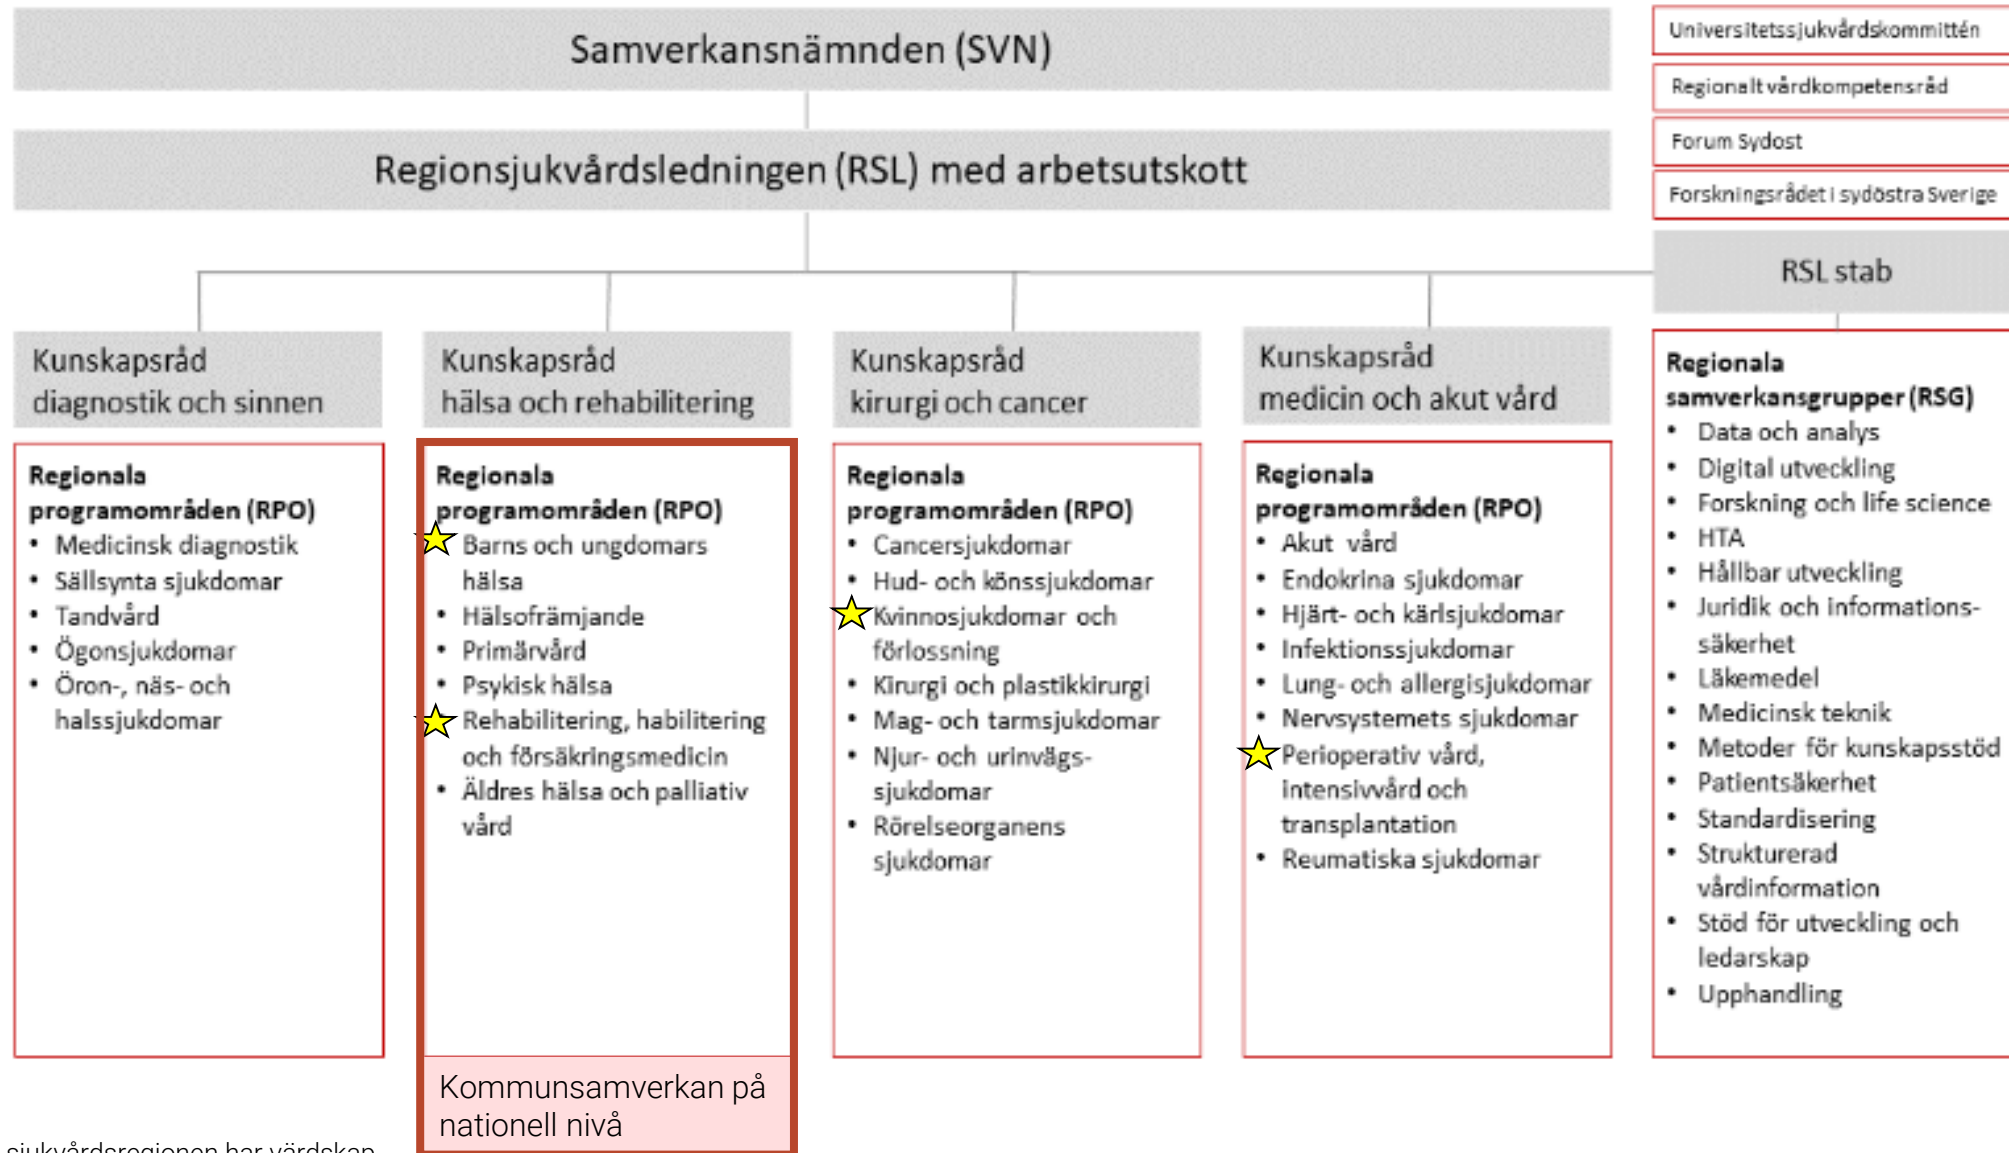 Samverkansnämnden (SVN)
Regionsjukvårdsledningen (RSL) med arbetsutskott
Universitetssjukvårdskommittén
Regionalt vårdkompetensråd
Forum Sydost
Forskningsrådet i sydöstra Sverige
RSL stab
Kunskapsråd
diagnostik och sinnen
Regionala
programområden (RPO)
• Medicinsk diagnostik
• Sällsynta sjukdomar
• Tandvård
• Ögonsjukdomar
• Öron-, näs- och
halssjukdomar
Kunskapsråd
hälsa och rehabilitering
Regionala
programområden (RPO)
Barns och ungdomars
hälsa
• Hälsofrämjande
• Primärvård
• Psykisk hälsa
Rehabilitering, habilitering
och försäkringsmedicin
• Äldres hälsa och palliativ
vård
Kommunsamverkan på
nationell nivå
Kunskapsråd
kirurgi och cancer
Regionala
programområden (RPO)
• Cancersjukdomar
• Hud- och könssjukdomar
Kvinnosjukdomar och
förlossning
• Kirurgi och plastikkirurgi
• Mag- och tarmsjukdomar
• Njur- och urinvägs-
sjukdomar
• Rörelseorganens
sjukdomar
Kunskapsråd
medicin och akut vård
Regionala
programområden (RPO)
• Akut vård
• Endokrina sjukdomar
• Hjärt- och kärlsjukdomar
• Infektionssjukdomar
• Lung- och allergisjukdomar
• Nervsystemets sjukdomar
Perioperativ vård,
intensivvård och
transplantation
• Reumatiska sjukdomar
Regionala
samverkansgrupper (RSG)
• Data och analys
• Digital utveckling
• Forskning och life science
• HTA
• Hållbar utveckling
• Juridik och informations-
säkerhet
• Läkemedel
• Medicinsk teknik
• Metoder för kunskapsstöd
• Patientsäkerhet
• Standardisering
• Strukturerad
vårdinformation
• Stöd för utveckling och
ledarskap
• Upphandling
sjukvårdsregionen har värdskap